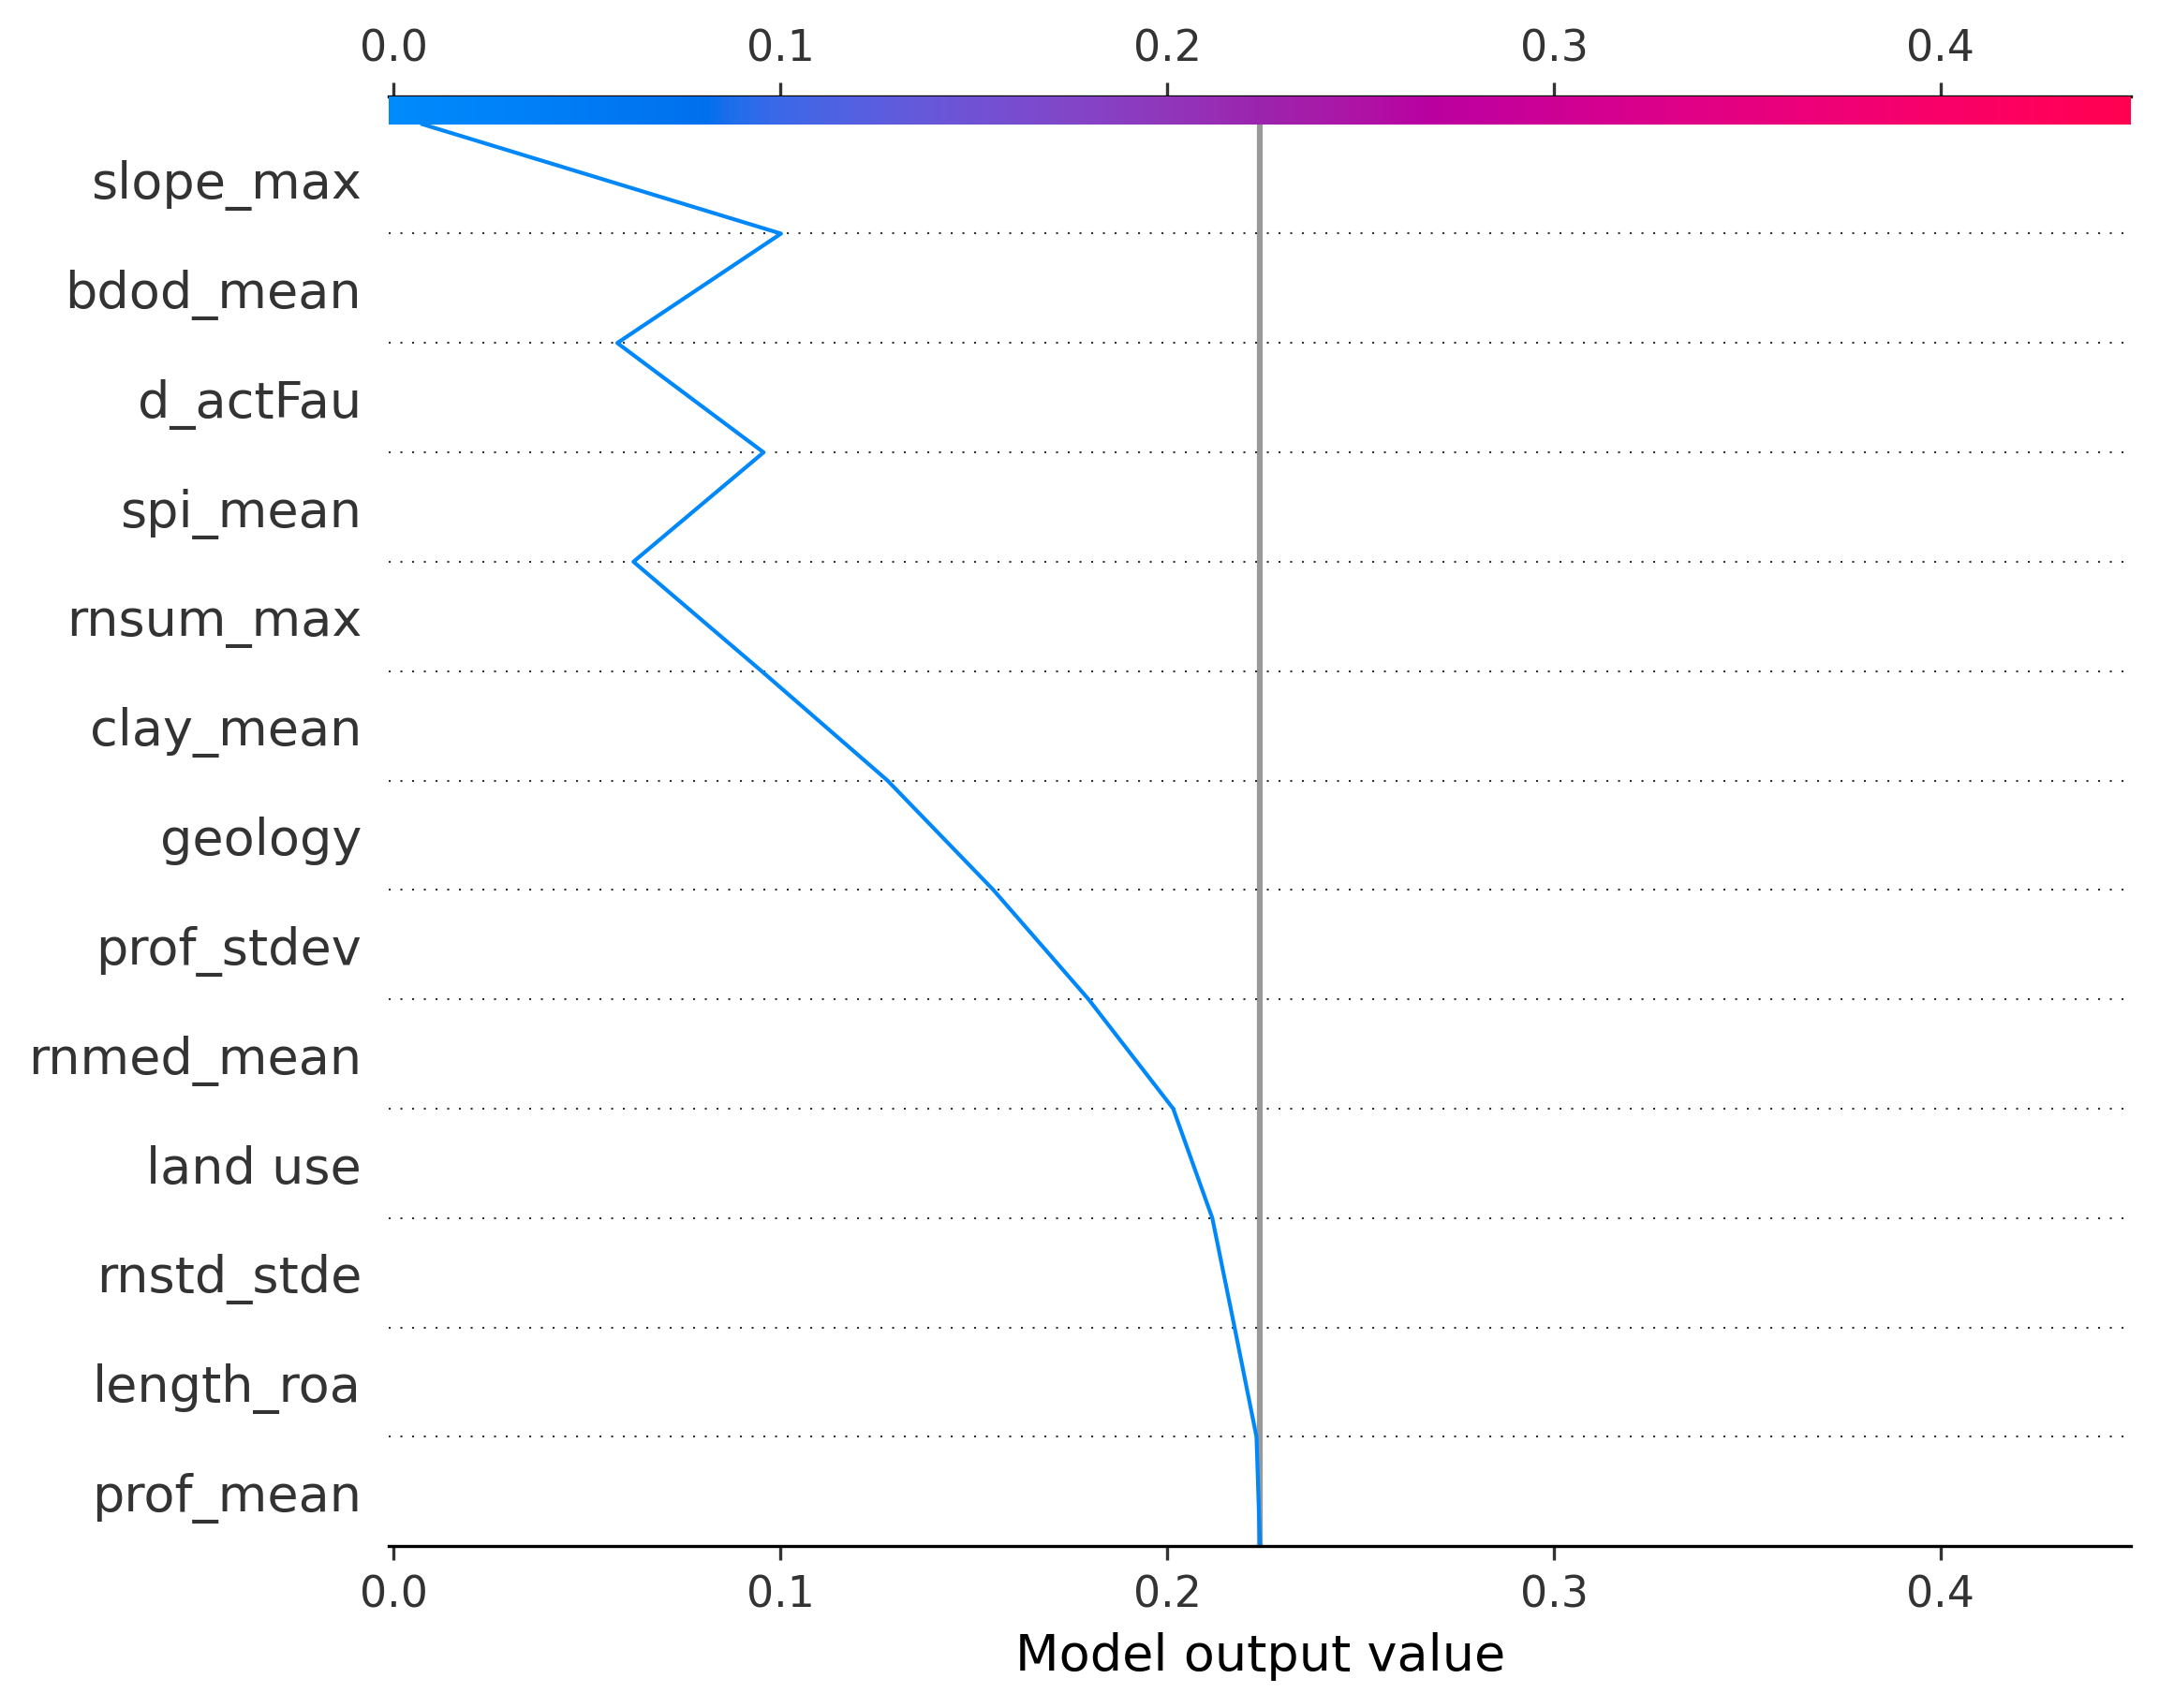 0.0 0.1 0.2 0.3 0.4
slope_max
bdod_mean
d_actFau
spi_mean
rnsum_max
clay_mean
geology
prof_stdev
rnmed_mean
land use
rnstd_stde
length_roa
prof_mean
0.0 0.1 0.2 0.3 0.4
Model output value